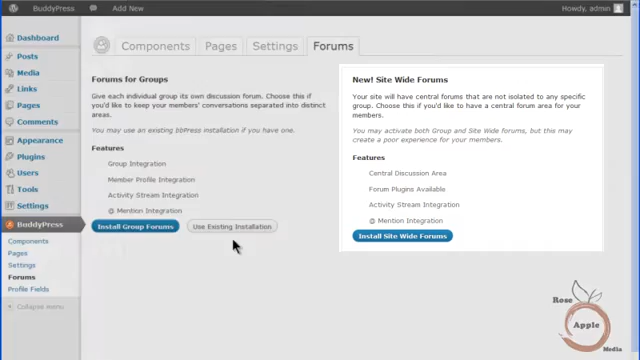 BuddyPress Add New Howdy, admin
Dashboard
Posts
Media
Links
Pages
Comments
Appearance
Plugins
Users
Tools
Settings
BuddyPress
Components
Pages
Settings
Forums
Profile Fields
Collapse menu
Components Pages Settings Forums
Forums for Groups
Give each individual group its own discussion forum. Choose this if
you'd like to keep your members' conversations separated into distinct
areas.
You may use an existing bbPress installation if you have one.
Features
Group Integration
Member Profile Integration
Activity Stream Integration
@ Mention Integration
Install Group Forums Use Existing Installation
New! Site Wide Forums
Your site will have central forums that are not isolated to any specific
group. Choose this if you'd like to have a central forum area for your
members.
You may activate both Group and Site Wide forums, but this may
create a poor experience for your members.
Features
Central Discussion Area
Forum Plugins Available
Activity Stream Integration
@ Mention Integration
Install Site Wide Forums
Rose
Apple
Media